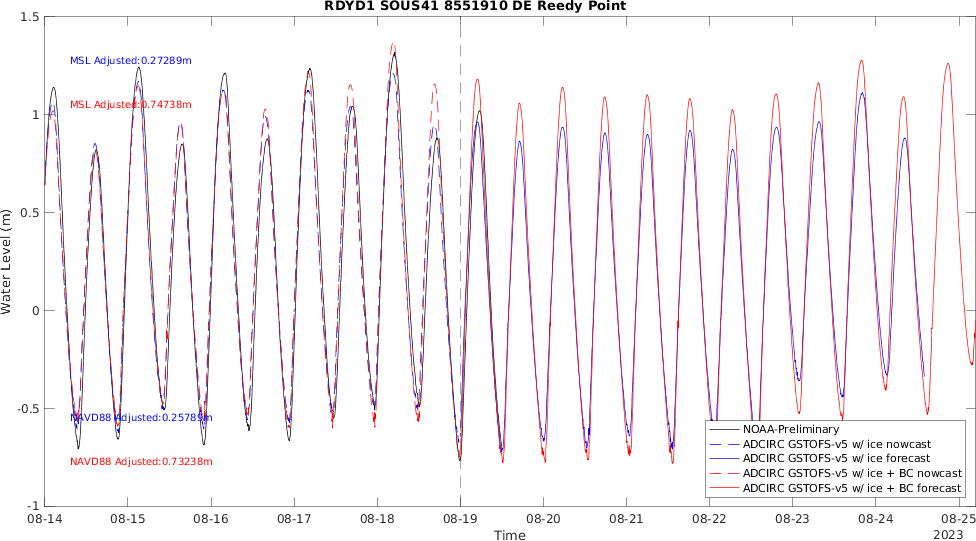 RDYD1 SOUS41 8551910 DE Reedy Point
1.5
MSL Adjusted:0.27289m
MSL Adjusted:0.74738m
1
0.5
Water Level (m)
0
-0.5
NAVD88 Adjusted:0.25789m
NAVD88 Adjusted:0.73238m
-1
NOAA-Preliminary
ADCIRC GSTOFS-v5 w/ ice nowcast
ADCIRC GSTOFS-v5 w/ ice forecast
ADCIRC GSTOFS-v5 w/ ice + BC nowcast
ADCIRC GSTOFS-v5 w/ ice + BC forecast
08-14 08-15 08-16 08-17 08-18 08-19 08-20 08-21 08-22 08-23 08-24 08-25
2023
Time